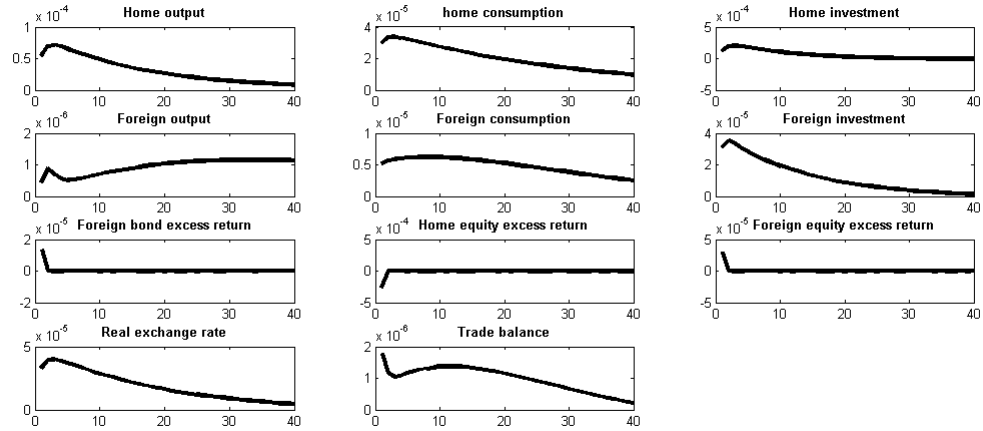 Home output
x 10^-4
1
0.5
0
0 10 20 30 40
home consumption
x 10^-5
4
2
0
0 10 20 30 40
Home investment
x 10^-4
5
0
-5
0 10 20 30 40
Foreign output
x 10^-6
2
1
0
0 10 20 30 40
Foreign consumption
x 10^-5
1
0.5
0
0 10 20 30 40
Foreign investment
x 10^-5
4
2
0
0 10 20 30 40
Foreign bond excess return
x 10^-5
2
0
-2
0 10 20 30 40
Home equity excess return
x 10^-4
5
0
-5
0 10 20 30 40
Foreign equity excess return
x 10^-5
5
0
-5
0 10 20 30 40
Real exchange rate
x 10^-5
5
0
0 10 20 30 40
Trade balance
x 10^-6
2
1
0
0 10 20 30 40